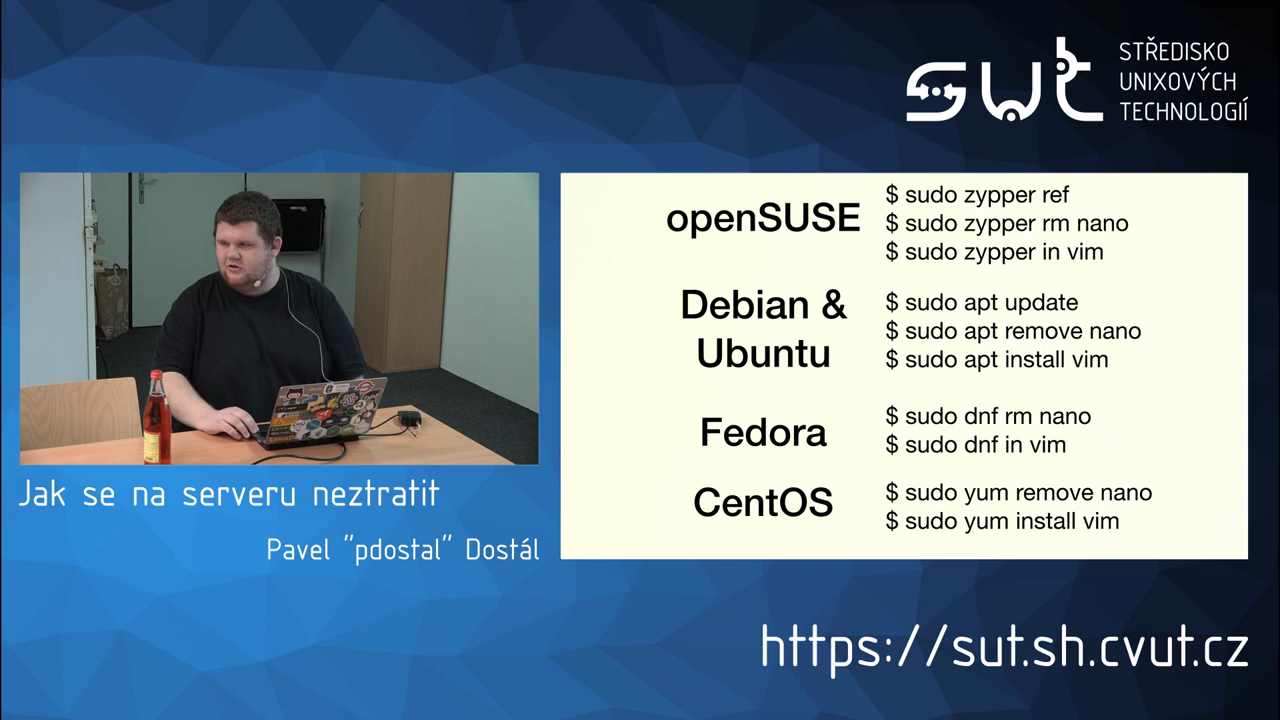 sut
STŘEDISKO
UNIXOVÝCH
TECHNOLOGIÍ
openSUSE
$ sudo zypper ref
$ sudo zypper rm nano
$ sudo zypper in vim
Debian &
Ubuntu
$ sudo apt update
$ sudo apt remove nano
$ sudo apt install vim
Fedora
$ sudo dnf rm nano
$ sudo dnf in vim
CentOS
$ sudo yum remove nano
$ sudo yum install vim
Jak se na serveru neztratit
Pavel "pdostal" Dostál
https://sut.sh.cvut.cz